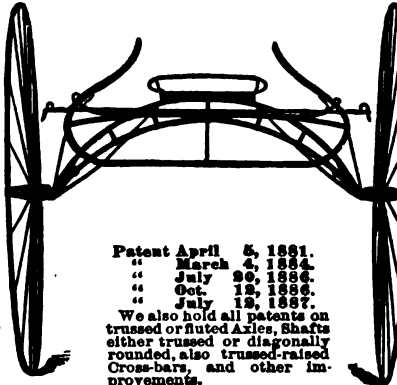 Patent April 5, 1881.
“ March 4, 1884.
“ July 20, 1886.
“ Oct. 12, 1886.
“ July 12, 1887.
We also hold all patents on
trussed or fluted Axles, Shafts
either trussed or diagonally
rounded, also trussed-raised
Cross-bars, and other im-
provements.